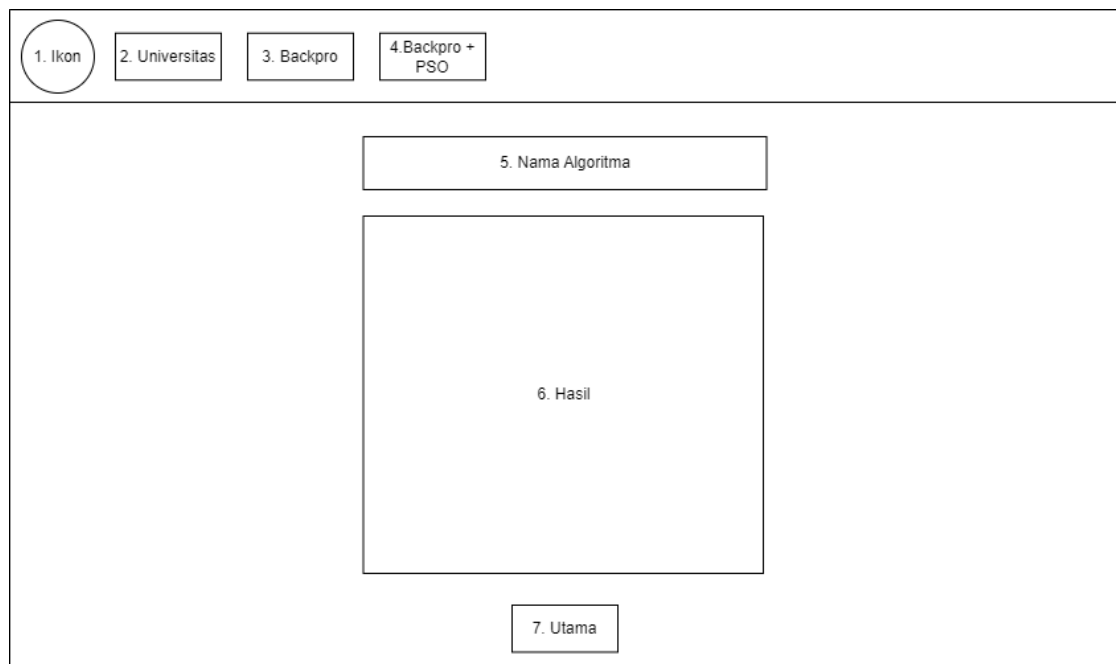 1. Ikon
2. Universitas
3. Backpro
4.Backpro +
PSO
5. Nama Algoritma
6. Hasil
7. Utama